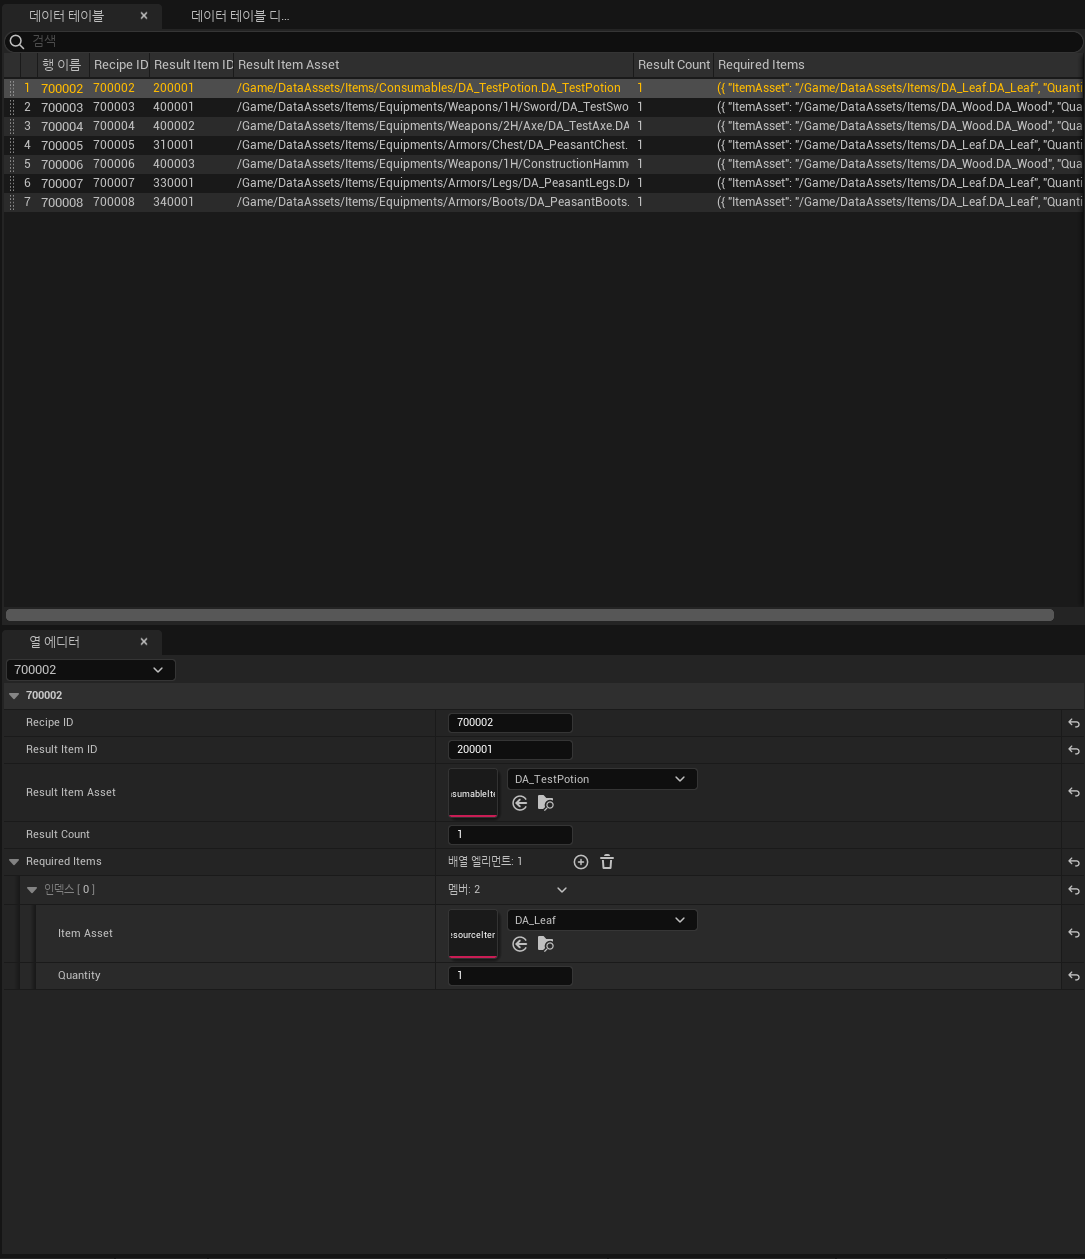 데이터 테이블 데이터 테이블 디...
검색
행 이름 Recipe ID Result Item ID Result Item Asset Result Count Required Items
1 700002 700002 200001 /Game/DataAssets/Items/Consumables/DA_TestPotion.DA_TestPotion 1 ({ "ItemAsset": "/Game/DataAssets/Items/DA_Leaf.DA_Leaf", "Quanti
2 700003 700003 400001 /Game/DataAssets/Items/Equipments/Weapons/1H/Sword/DA_TestSwo 1 ({ "ItemAsset": "/Game/DataAssets/Items/DA_Wood.DA_Wood", "Qua
3 700004 700004 400002 /Game/DataAssets/Items/Equipments/Weapons/2H/Axe/DA_TestAxe.DA 1 ({ "ItemAsset": "/Game/DataAssets/Items/DA_Wood.DA_Wood", "Qua
4 700005 700005 310001 /Game/DataAssets/Items/Equipments/Armors/Chest/DA_PeasantChest. 1 ({ "ItemAsset": "/Game/DataAssets/Items/DA_Leaf.DA_Leaf", "Quanti
5 700006 700006 400003 /Game/DataAssets/Items/Equipments/Weapons/1H/ConstructionHamm 1 ({ "ItemAsset": "/Game/DataAssets/Items/DA_Wood.DA_Wood", "Qua
6 700007 700007 330001 /Game/DataAssets/Items/Equipments/Armors/Legs/DA_PeasantLegs.DA 1 ({ "ItemAsset": "/Game/DataAssets/Items/DA_Leaf.DA_Leaf", "Quanti
7 700008 700008 340001 /Game/DataAssets/Items/Equipments/Armors/Boots/DA_PeasantBoots. 1 ({ "ItemAsset": "/Game/DataAssets/Items/DA_Leaf.DA_Leaf", "Quanti
열 에디터
700002
700002
Recipe ID 700002
Result Item ID 200001
Result Item Asset sumableIte DA_TestPotion
Result Count 1
Required Items 배열 엘리먼트: 1
인덱스 [ 0 ] 멤버: 2
Item Asset esourceIter DA_Leaf
Quantity 1